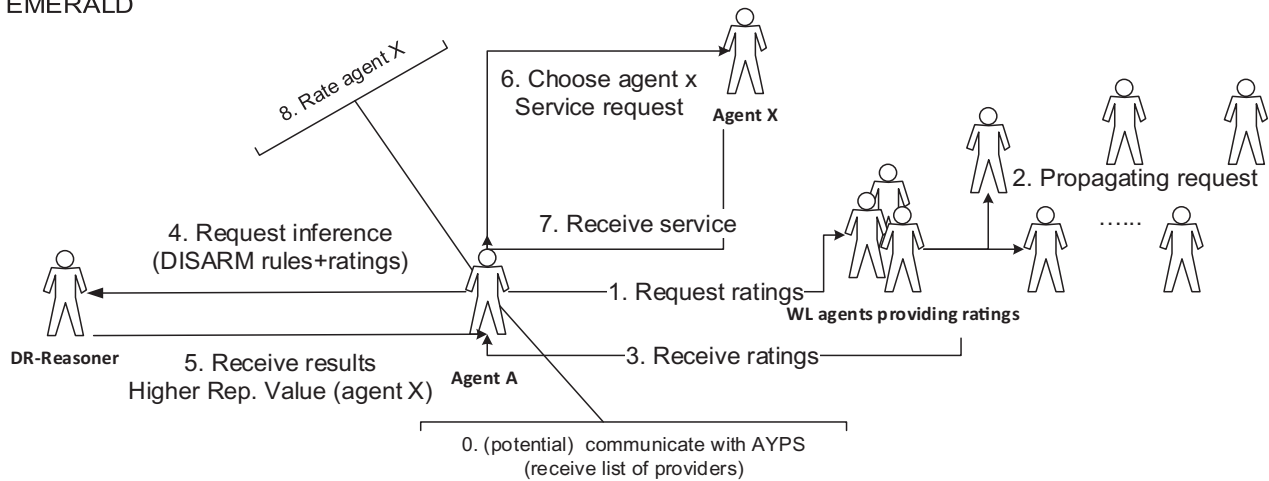 EMERALD
8. Rate agent X
6. Choose agent x
Service request
Agent X
2. Propagating request
......
7. Receive service
4. Request inference
(DISARM rules+ratings)
1. Request ratings
WL agents providing ratings
DR-Reasoner
5. Receive results
Higher Rep. Value (agent X)
Agent A
3. Receive ratings
0. (potential) communicate with AYPS
(receive list of providers)